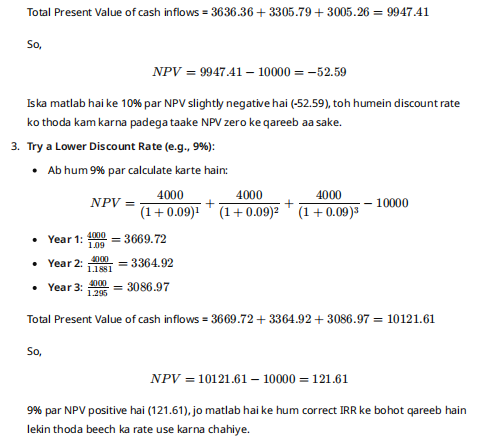 Total Present Value of cash inflows = 3636.36 + 3305.79 + 3005.26 = 9947.41
So,
NPV = 9947.41 − 10000 = −52.59
Iska matlab hai ke 10% par NPV slightly negative hai (-52.59), toh humein discount rate
ko thoda kam karna padega taake NPV zero ke qareeb aa sake.
3. Try a Lower Discount Rate (e.g., 9%):
• Ab hum 9% par calculate karte hain:
NPV = 4000/(1 + 0.09)¹ + 4000/(1 + 0.09)² + 4000/(1 + 0.09)³ − 10000
• Year 1: 4000/1.09 = 3669.72
• Year 2: 4000/1.1881 = 3364.92
• Year 3: 4000/1.295 = 3086.97
Total Present Value of cash inflows = 3669.72 + 3364.92 + 3086.97 = 10121.61
So,
NPV = 10121.61 − 10000 = 121.61
9% par NPV positive hai (121.61), jo matlab hai ke hum correct IRR ke bohot qareeb hain
lekin thoda beech ka rate use karna chahiye.